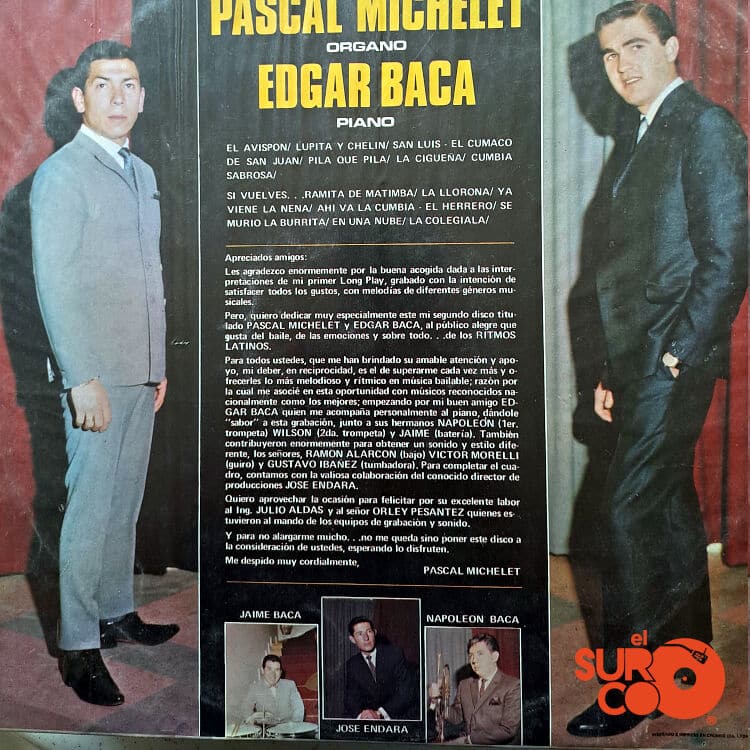 PASCAL MICHELET
ORGANO
EDGAR BACA
PIANO
EL AVISPON/ LUPITA Y CHELIN/ SAN LUIS - EL CUMACO
DE SAN JUAN/ PILA QUE PILA/ LA CIGUEÑA/ CUMBIA
SABROSA/
SI VUELVES. . .RAMITA DE MATIMBA/ LA LLORONA/ YA
VIENE LA NENA/ AHI VA LA CUMBIA - EL HERRERO/ SE
MURIO LA BURRITA/ EN UNA NUBE/ LA COLEGIALA/
Apreciados amigos:
Les agradezco enormemente por la buena acogida dada a las inter-
pretaciones de mi primer Long Play, grabado con la intención de
satisfacer todos los gustos, con melodías de diferentes géneros mu-
sicales.
Pero, quiero dedicar muy especialmente este mi segundo disco titu-
lado PASCAL MICHELET y EDGAR BACA, al público alegre que
gusta del baile, de las emociones y sobre todo. . .de los RITMOS
LATINOS.
Para todos ustedes, que me han brindado su amable atención y apo-
yo, mi deber, en reciprocidad, es el de superarme cada vez más y o-
frecerles lo más melodioso y rítmico en música bailable; razón por
la cual me asocié en esta oportunidad con músicos reconocidos na-
cionalmente como los mejores; empezando por mi buen amigo ED-
GAR BACA quien me acompaña personalmente al piano, dándole
"sabor" a esta grabación, junto a sus hermanos NAPOLEON (1er.
trompeta) WILSON (2da. trompeta) y JAIME (batería). También
contribuyeron enormemente para obtener un sonido y estilo dife-
rente, los señores, RAMON ALARCON (bajo) VICTOR MORELLI
(guiro) y GUSTAVO IBANEZ (tumbadora). Para completar el cua-
dro, contamos con la valiosa colaboración del conocido director de
producciones JOSE ENDARA.
Quiero aprovechar la ocasión para felicitar por su excelente labor
al Ing. JULIO ALDAS y al señor ORLEY PESANTEZ quienes es-
tuvieron al mando de los equipos de grabación y sonido.
Y para no alargarme mucho. . .no me queda sino poner este disco a
la consideración de ustedes, esperando lo disfruten.
Me despido muy cordialmente,
PASCAL MICHELET
JAIME BACA
NAPOLEON BACA
JOSE ENDARA
el
SUR
CO